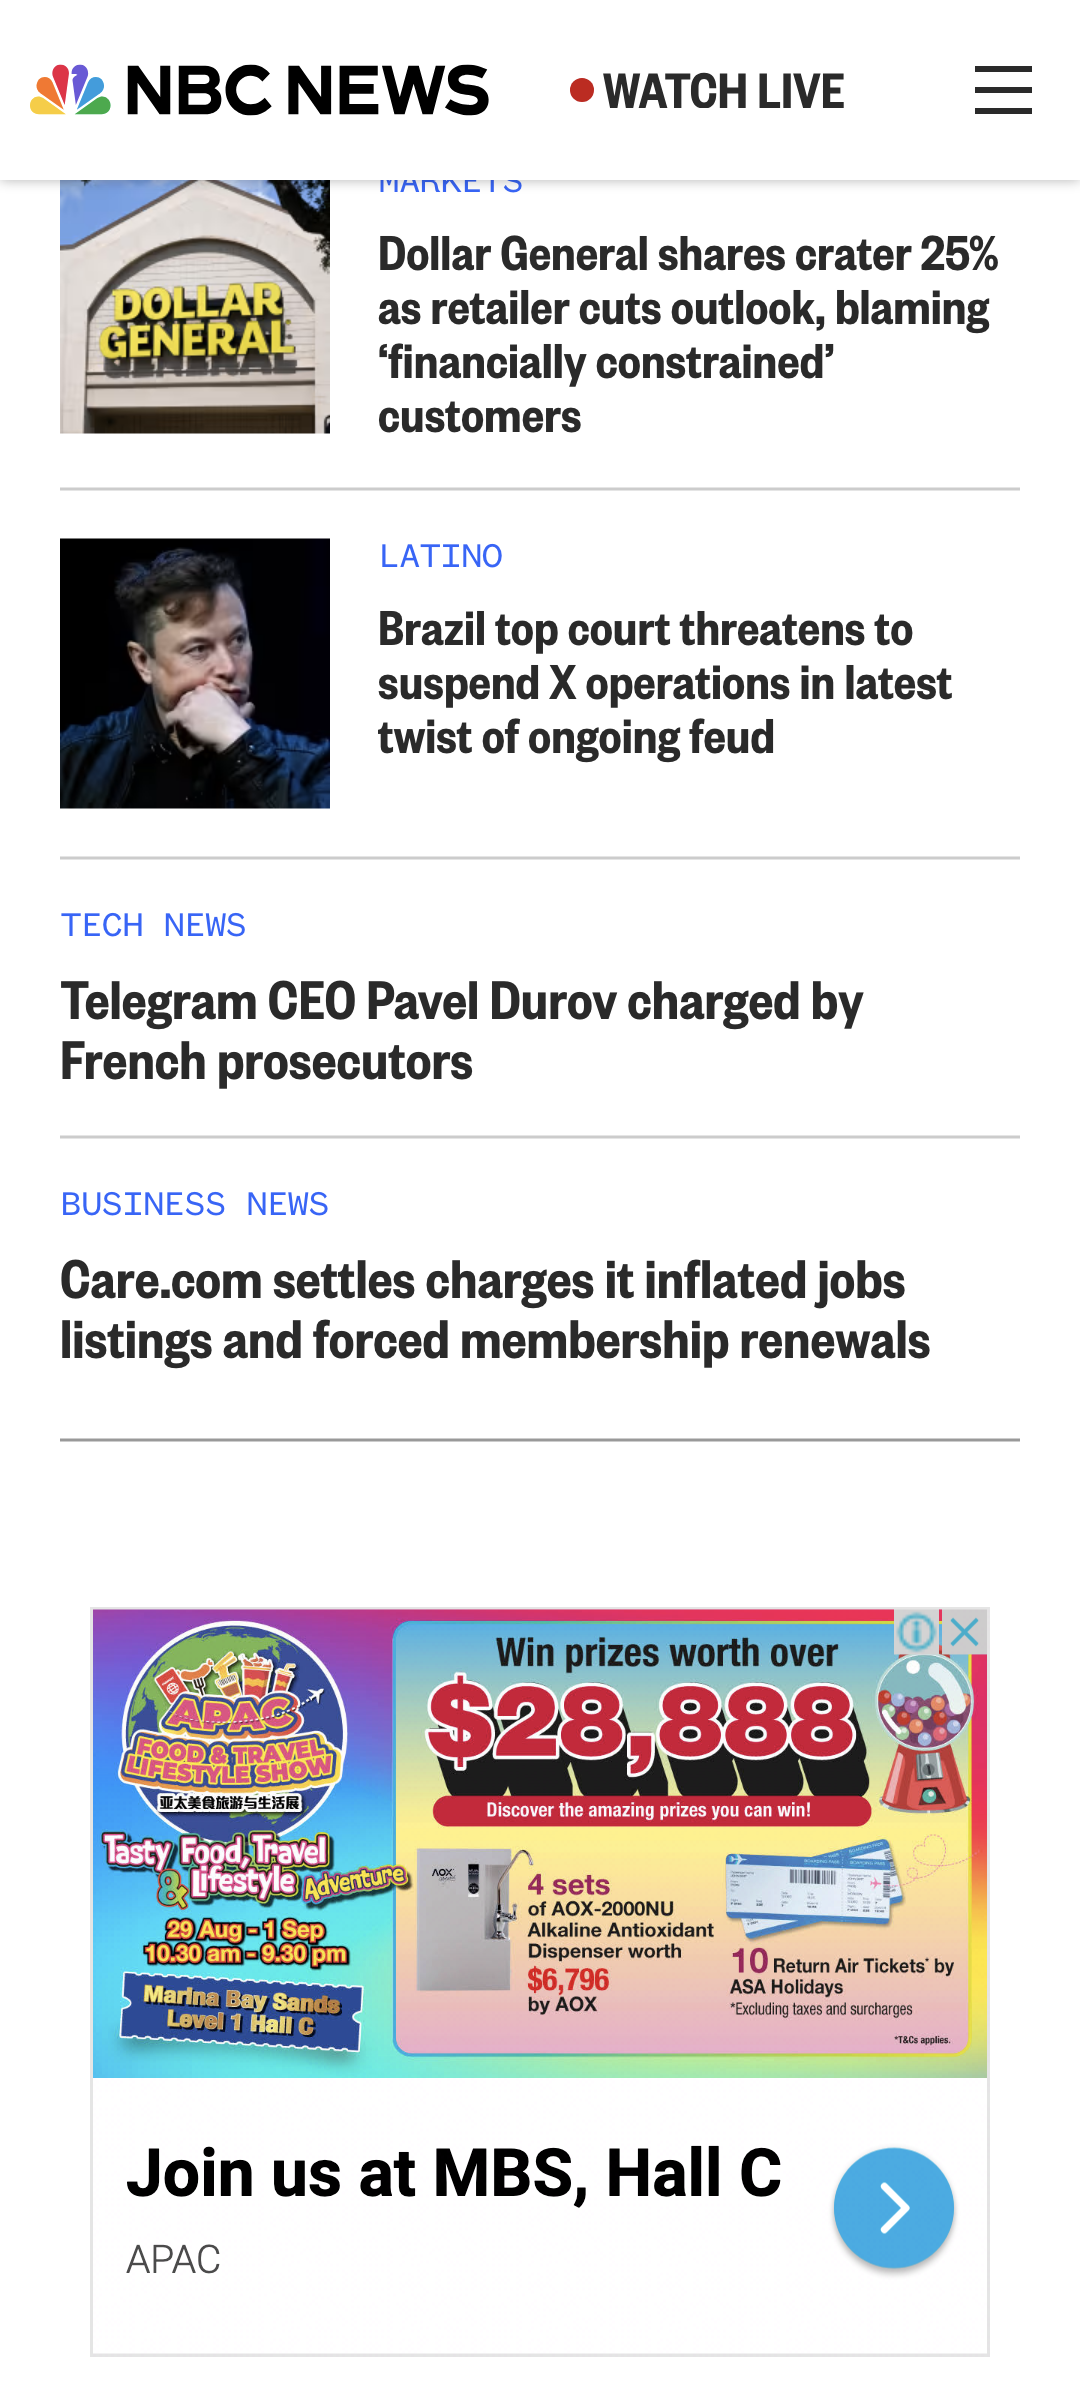 NBC NEWS
WATCH LIVE
MARKETS
Dollar General shares crater 25%
as retailer cuts outlook, blaming
‘financially constrained’
customers
DOLLAR
GENERAL
LATINO
Brazil top court threatens to
suspend X operations in latest
twist of ongoing feud
TECH NEWS
Telegram CEO Pavel Durov charged by
French prosecutors
BUSINESS NEWS
Care.com settles charges it inflated jobs
listings and forced membership renewals
APAC
FOOD & TRAVEL
LIFESTYLE SHOW
亚太美食旅游与生活展
Tasty Food, Travel
& Lifestyle Adventure
29 Aug - 1 Sep
10.30 am - 9.30 pm
Marina Bay Sands
Level 1 Hall C
Win prizes worth over
$28,888
Discover the amazing prizes you can win!
AOX
4 sets
of AOX-2000NU
Alkaline Antioxidant
Dispenser worth
$6,796
by AOX
BOARDING PASS
BOARDING PASS
10 Return Air Tickets* by
ASA Holidays
*Excluding taxes and surcharges
*T&Cs applies.
Join us at MBS, Hall C
APAC